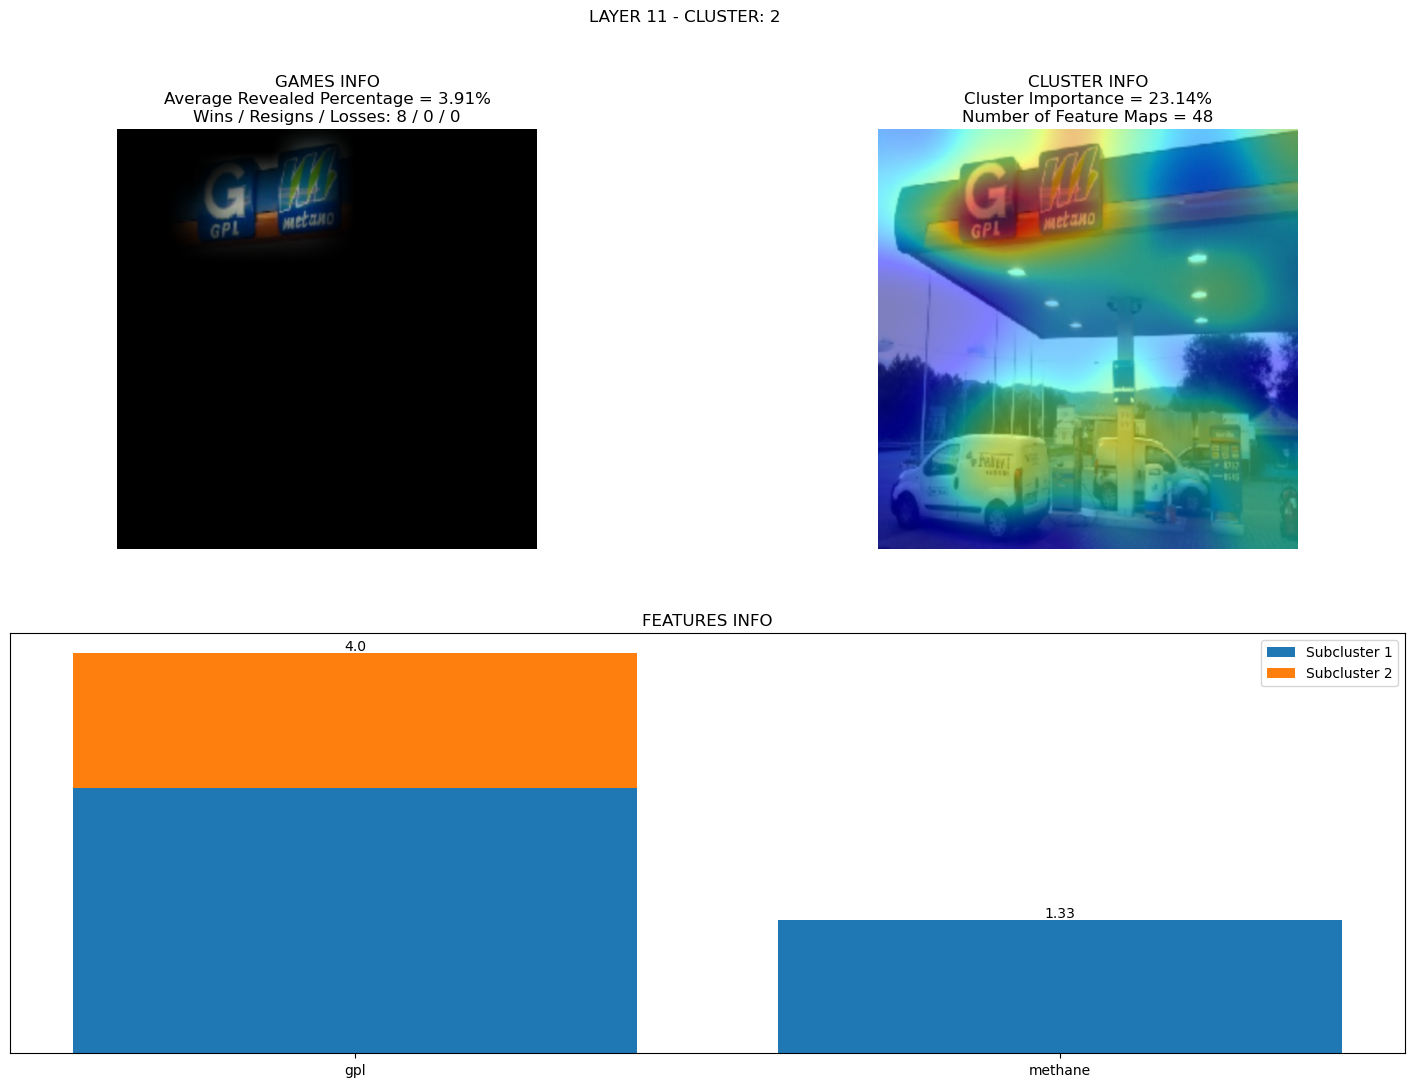 LAYER 11 - CLUSTER: 2
GAMES INFO
Average Revealed Percentage = 3.91%
Wins / Resigns / Losses: 8 / 0 / 0
G
GPL
metano
CLUSTER INFO
Cluster Importance = 23.14%
Number of Feature Maps = 48
G
GPL
metano
FEATURES INFO
4.0
1.33
Subcluster 1
Subcluster 2
gpl
methane